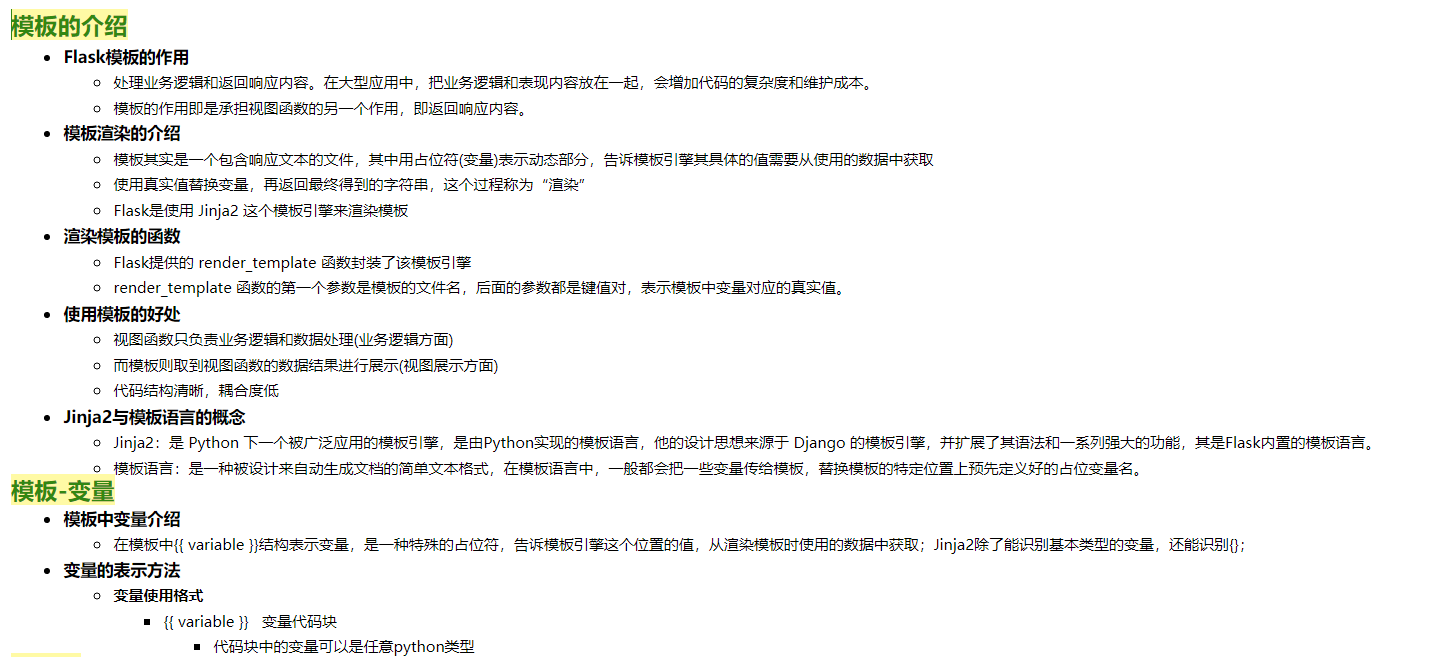 模板的介绍
Flask模板的作用
处理业务逻辑和返回响应内容。在大型应用中，把业务逻辑和表现内容放在一起，会增加代码的复杂度和维护成本。
模板的作用即是承担视图函数的另一个作用，即返回响应内容。
模板渲染的介绍
模板其实是一个包含响应文本的文件，其中用占位符(变量)表示动态部分，告诉模板引擎其具体的值需要从使用的数据中获取
使用真实值替换变量，再返回最终得到的字符串，这个过程称为“渲染”
Flask是使用 Jinja2 这个模板引擎来渲染模板
渲染模板的函数
Flask提供的 render_template 函数封装了该模板引擎
render_template 函数的第一个参数是模板的文件名，后面的参数都是键值对，表示模板中变量对应的真实值。
使用模板的好处
视图函数只负责业务逻辑和数据处理(业务逻辑方面)
而模板则取到视图函数的数据结果进行展示(视图展示方面)
代码结构清晰，耦合度低
Jinja2与模板语言的概念
Jinja2：是 Python 下一个被广泛应用的模板引擎，是由Python实现的模板语言，他的设计思想来源于 Django 的模板引擎，并扩展了其语法和一系列强大的功能，其是Flask内置的模板语言。
模板语言：是一种被设计来自动生成文档的简单文本格式，在模板语言中，一般都会把一些变量传给模板，替换模板的特定位置上预先定义好的占位变量名。
模板-变量
模板中变量介绍
在模板中{{ variable }}结构表示变量，是一种特殊的占位符，告诉模板引擎这个位置的值，从渲染模板时使用的数据中获取；Jinja2除了能识别基本类型的变量，还能识别{}；
变量的表示方法
变量使用格式
{{ variable }} 变量代码块
代码块中的变量可以是任意python类型